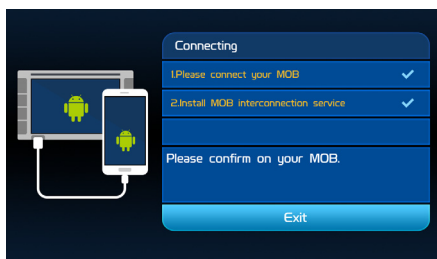 Connecting
1.Please connect your MOB
2.Install MOB interconnection service
Please confirm on your MOB.
Exit